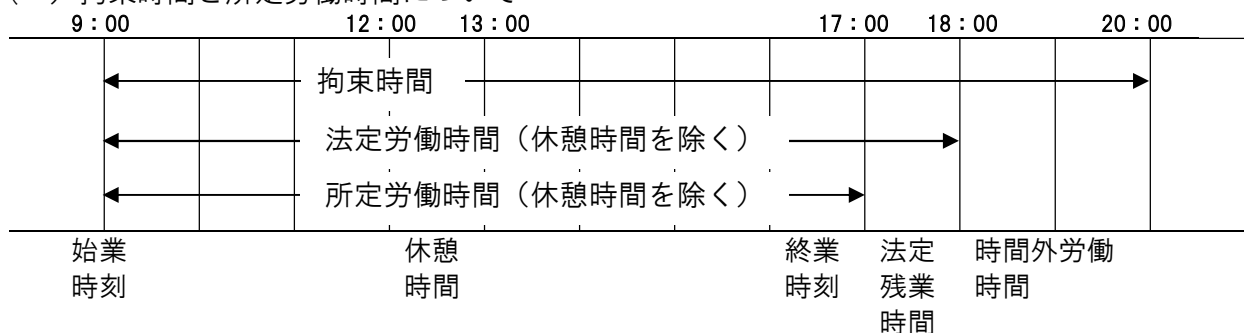 9：00 12：00 13：00 17：00 18：00 20：00
拘束時間
法定労働時間（休憩時間を除く）
所定労働時間（休憩時間を除く）
始業 休憩 終業 法定 時間外労働
時刻 時間 時刻 残業 時間
時間